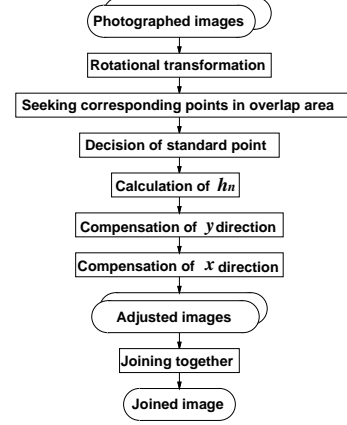 Photographed images
Rotational transformation
Seeking corresponding points in overlap area
Decision of standard point
Calculation of hn
Compensation of y direction
Compensation of x direction
Adjusted images
Joining together
Joined image